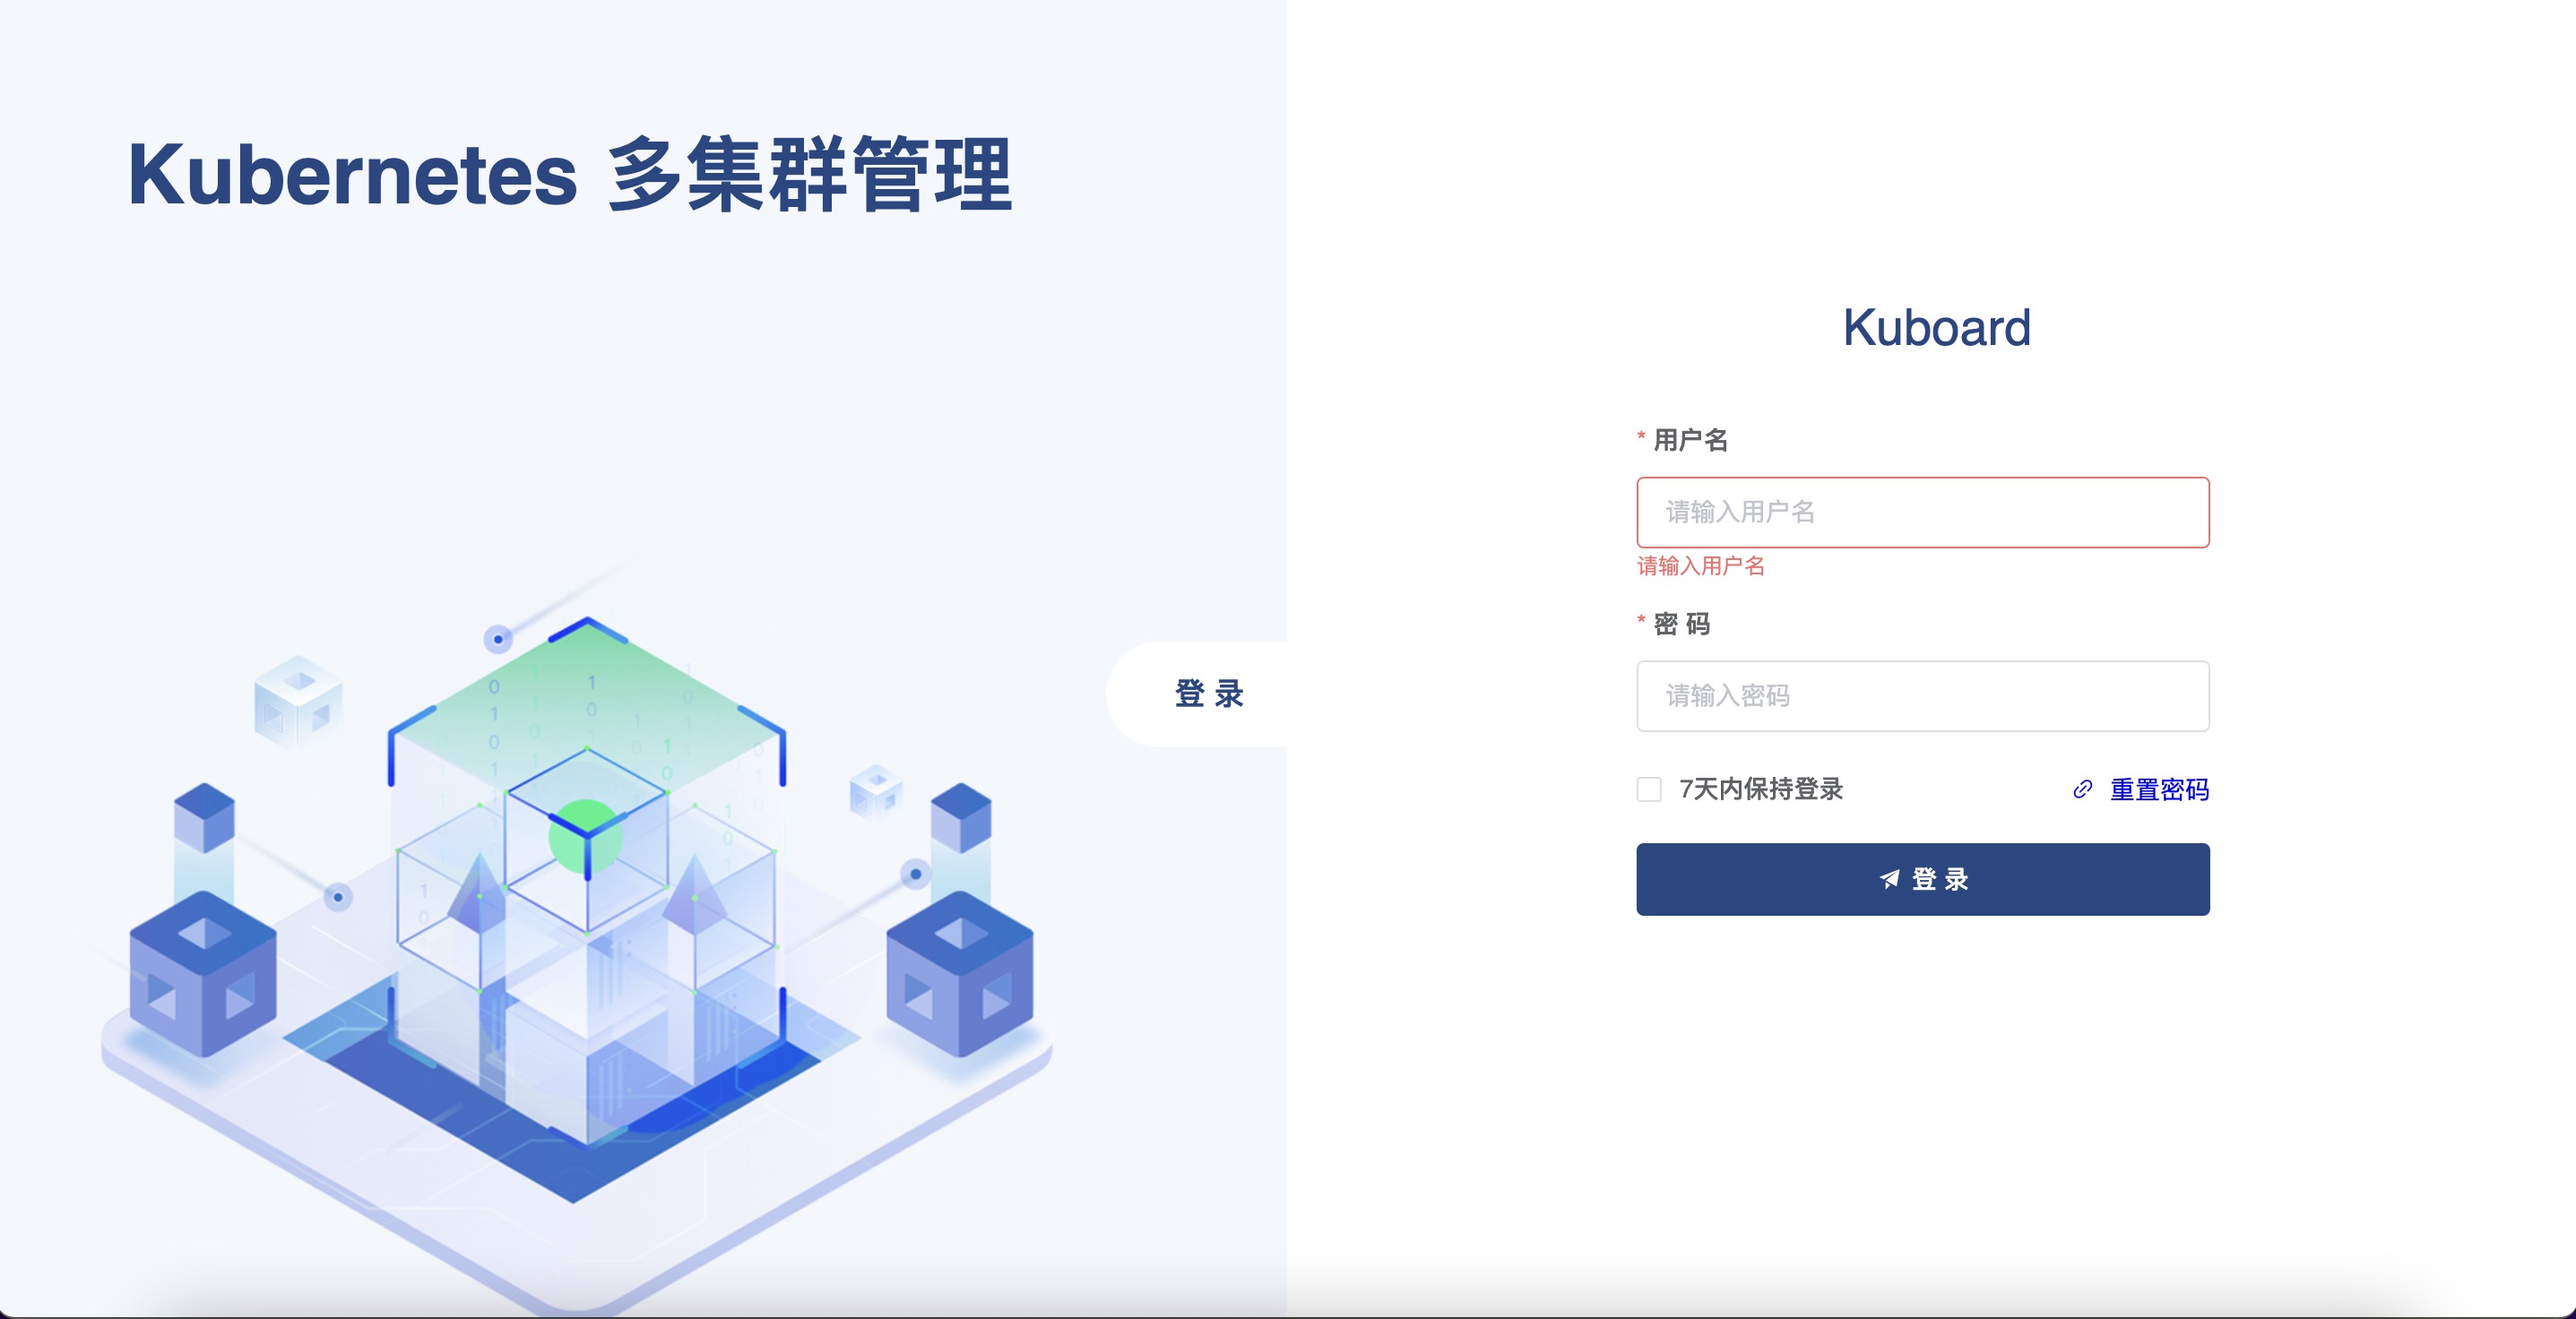 Kubernetes 多集群管理
登 录
Kuboard
* 用户名
请输入用户名
请输入用户名
* 密 码
请输入密码
7天内保持登录
重置密码
登 录